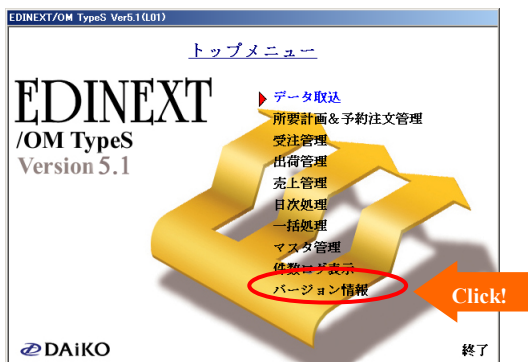 EDINEXT/OM TypeS Ver5.1(L01)
トップメニュー
EDINEXT
/OM TypeS
Version 5.1
データ取込
所要計画＆予約注文管理
受注管理
出荷管理
売上管理
日次処理
一括処理
マスタ管理
件数ログ表示
バージョン情報
Click!
DAiKO
終了